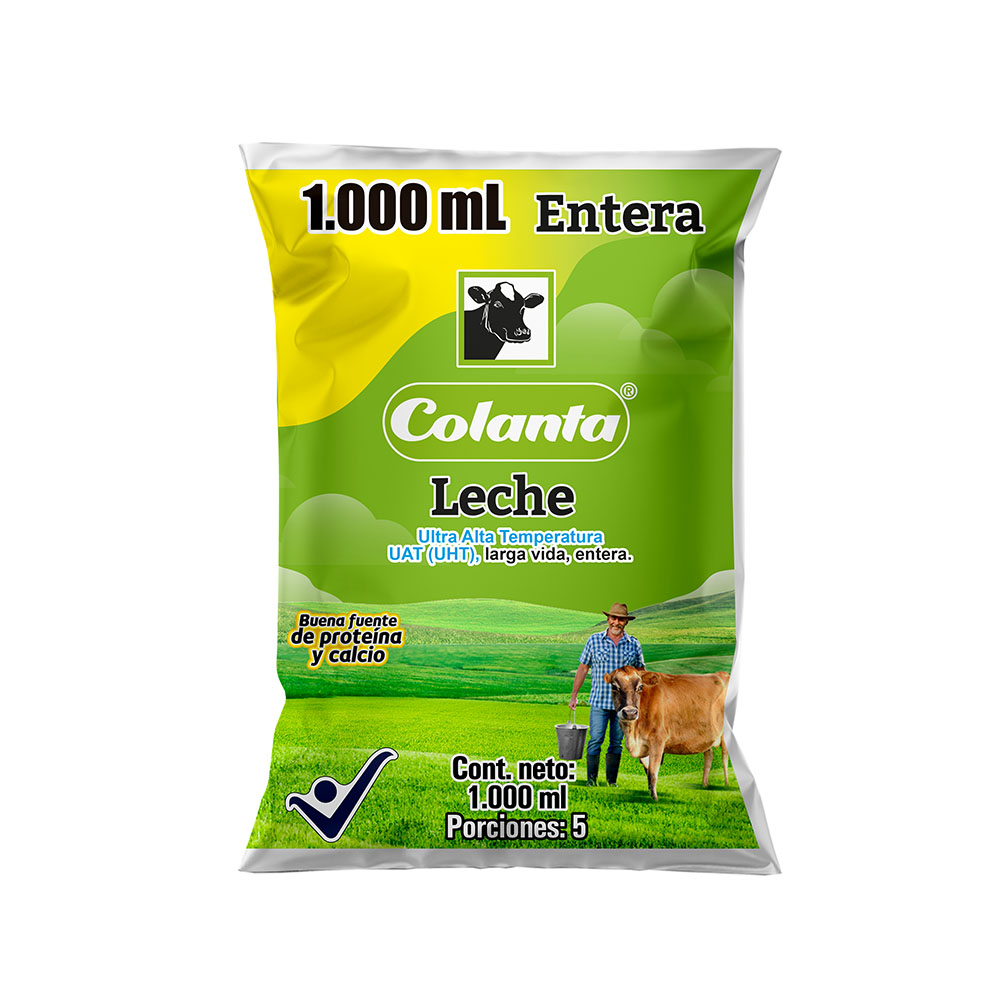 1.000 mL Entera
Colanta®
Leche
Ultra Alta Temperatura
UAT (UHT), larga vida, entera.
Buena fuente
de proteína
y calcio
Cont. neto:
1.000 ml
Porciones: 5